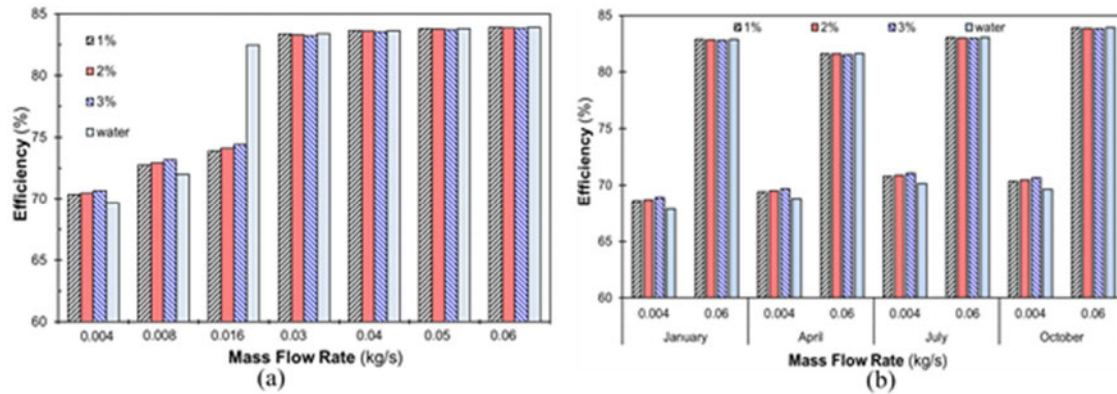 85
80
75
70
65
60
Efficiency (%)
1%
2%
3%
water
0.004 0.008 0.016 0.03 0.04 0.05 0.06
Mass Flow Rate (kg/s)
(a)
85
80
75
70
65
60
Efficiency (%)
1% 2% 3% water
0.004 0.06 0.004 0.06 0.004 0.06 0.004 0.06
January April July October
Mass Flow Rate (kg/s)
(b)